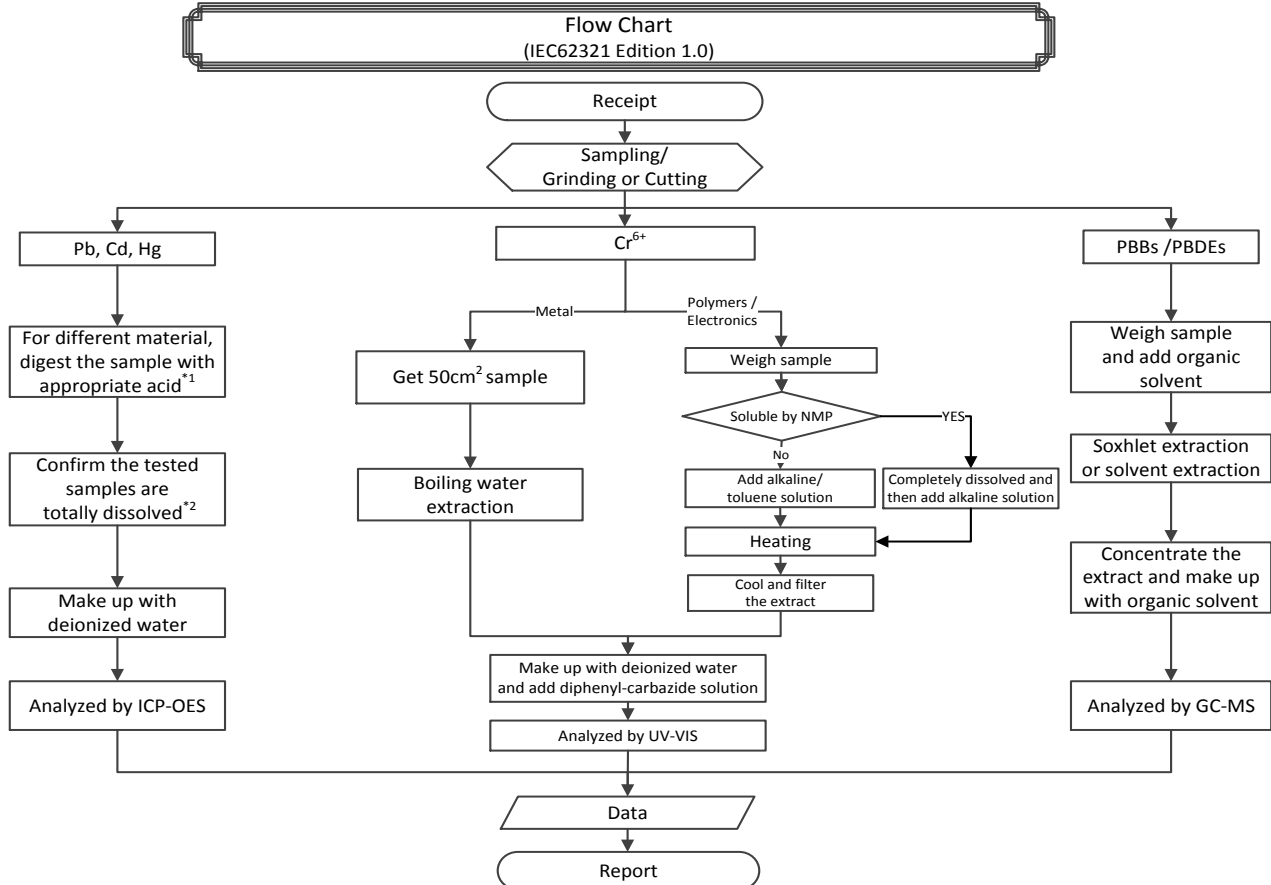 Flow Chart
(IEC62321 Edition 1.0)
Receipt
Sampling/
Grinding or Cutting
Pb, Cd, Hg
For different material,
digest the sample with
appropriate acid*1
Confirm the tested
samples are
totally dissolved*2
Make up with
deionized water
Analyzed by ICP-OES
Cr6+
Metal
Get 50cm2 sample
Boiling water
extraction
Polymers /
Electronics
Weigh sample
Soluble by NMP
YES
No
Add alkaline/
toluene solution
Completely dissolved and
then add alkaline solution
Heating
Cool and filter
the extract
Make up with deionized water
and add diphenyl-carbazide solution
Analyzed by UV-VIS
PBBs /PBDEs
Weigh sample
and add organic
solvent
Soxhlet extraction
or solvent extraction
Concentrate the
extract and make up
with organic solvent
Analyzed by GC-MS
Data
Report